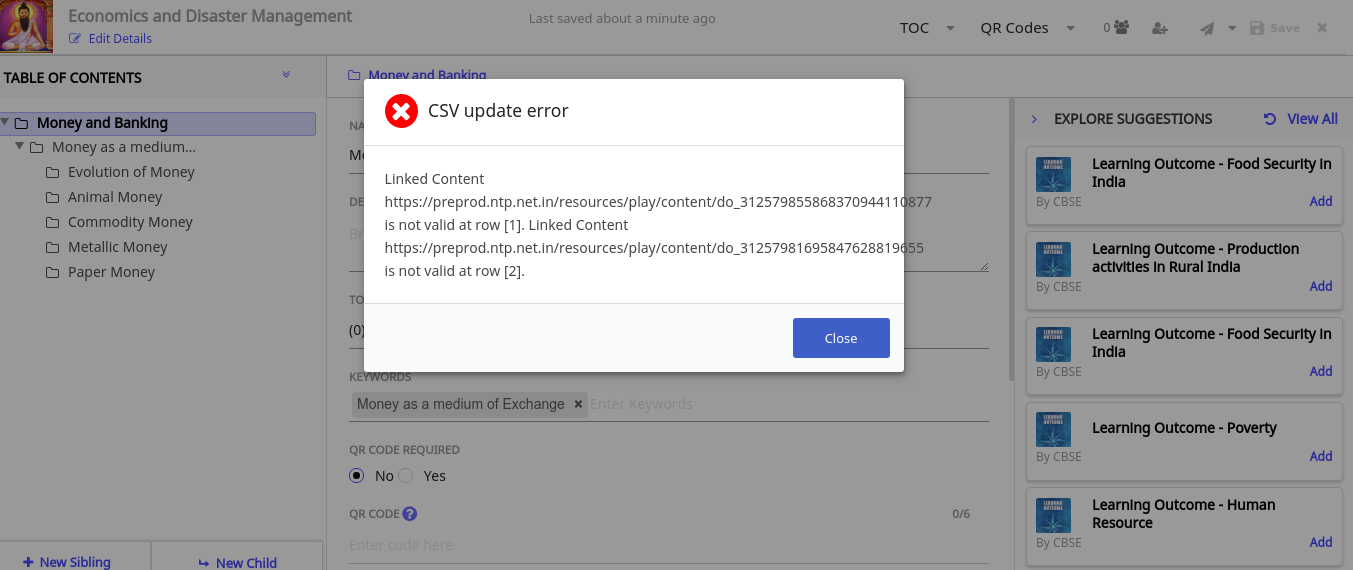 Economics and Disaster Management
Edit Details
Last saved about a minute ago
TOC
QR Codes
0
Save
TABLE OF CONTENTS
Money and Banking
Money as a medium...
Evolution of Money
Animal Money
Commodity Money
Metallic Money
Paper Money
New Sibling
New Child
Money and Banking
CSV update error
Linked Content
https://preprod.ntp.net.in/resources/play/content/do_31257985586837094410877
is not valid at row [1]. Linked Content
https://preprod.ntp.net.in/resources/play/content/do_3125798169584762881​9655
is not valid at row [2].
Close
(0)
KEYWORDS
Money as a medium of Exchange
Enter Keywords
QR CODE REQUIRED
No
Yes
QR CODE
0/6
Enter code here
EXPLORE SUGGESTIONS
View All
Learning Outcome - Food Security in
India
By CBSE
Add
Learning Outcome - Production
activities in Rural India
By CBSE
Add
Learning Outcome - Food Security in
India
By CBSE
Add
Learning Outcome - Poverty
By CBSE
Add
Learning Outcome - Human
Resource
By CBSE
Add